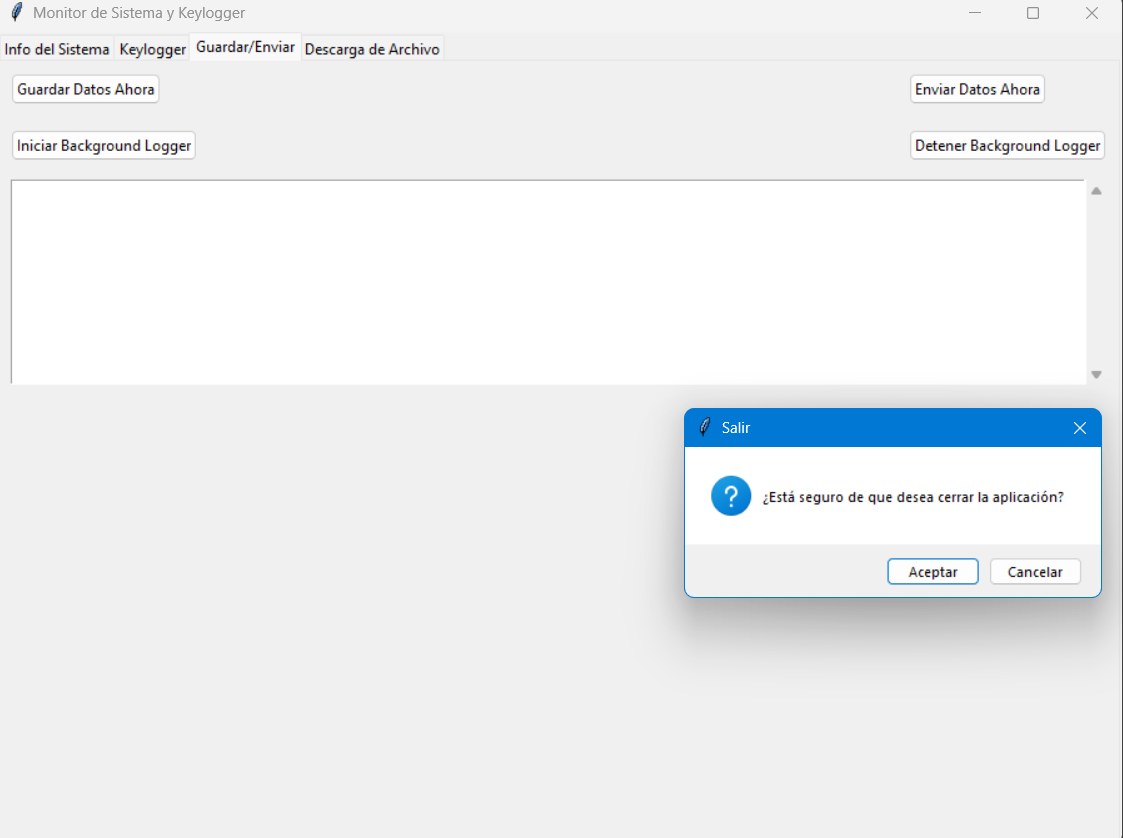 Monitor de Sistema y Keylogger
Info del Sistema Keylogger Guardar/Enviar Descarga de Archivo
Guardar Datos Ahora Enviar Datos Ahora
Iniciar Background Logger Detener Background Logger
Salir
¿Está seguro de que desea cerrar la aplicación?
Aceptar Cancelar